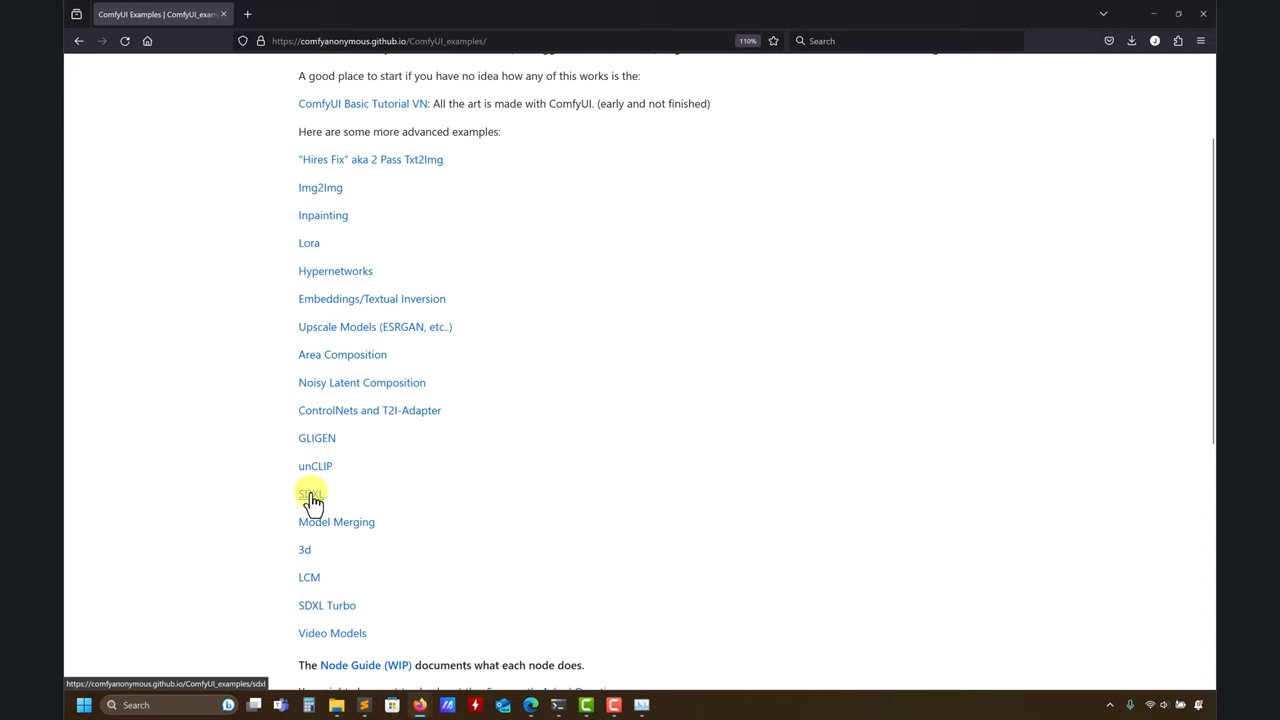 ComfyUI Examples | ComfyUI_exam
https://comfyanonymous.github.io/ComfyUI_examples/
110%
Search
A good place to start if you have no idea how any of this works is the:
ComfyUI Basic Tutorial VN: All the art is made with ComfyUI. (early and not finished)
Here are some more advanced examples:
“Hires Fix” aka 2 Pass Txt2Img
Img2Img
Inpainting
Lora
Hypernetworks
Embeddings/Textual Inversion
Upscale Models (ESRGAN, etc..)
Area Composition
Noisy Latent Composition
ControlNets and T2I-Adapter
GLIGEN
unCLIP
SDXL
Model Merging
3d
LCM
SDXL Turbo
Video Models
The Node Guide (WIP) documents what each node does.
https://comfyanonymous.github.io/ComfyUI_examples/sdxl
Search